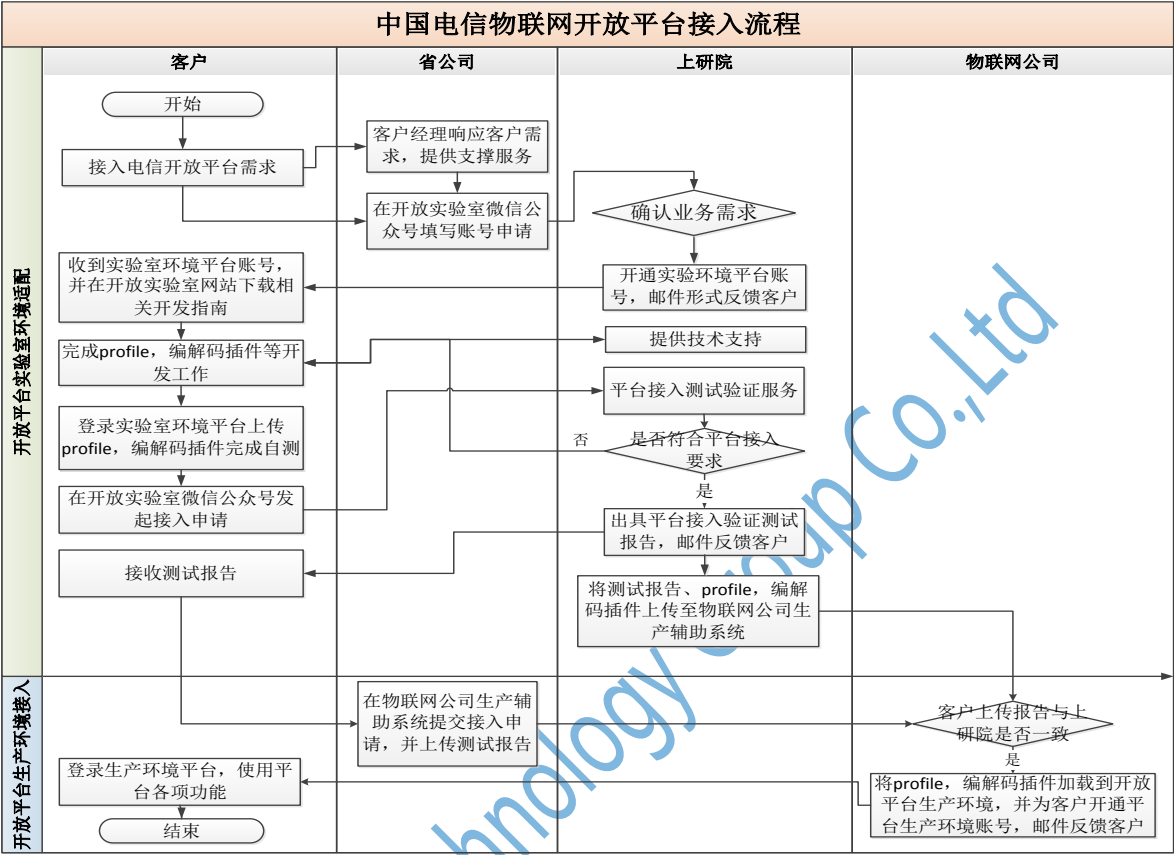 中国电信物联网开放平台接入流程
客户
省公司
上研院
物联网公司
开放平台实验室环境适配
开始
接入电信开放平台需求
客户经理响应客户需
求，提供支撑服务
在开放实验室微信公
众号填写账号申请
确认业务需求
开通实验环境平台账
号，邮件形式反馈客户
收到实验室环境平台账号，
并在开放实验室网站下载相
关开发指南
完成profile，编解码插件等开
发工作
提供技术支持
登录实验室环境平台上传
profile，编解码插件完成自测
在开放实验室微信公众号发
起接入申请
平台接入测试验证服务
是否符合平台接入
要求
否
是
出具平台接入验证测试
报告，邮件反馈客户
接收测试报告
将测试报告、profile，编解
码插件上传至物联网公司生
产辅助系统
开放平台生产环境接入
在物联网公司生产辅
助系统提交接入申
请，并上传测试报告
客户上传报告与上
研院是否一致
是
将profile，编解码插件加载到开放
平台生产环境，并为客户开通平
台生产环境账号，邮件反馈客户
登录生产环境平台，使用平
台各项功能
结束
hnology Group Co.,Ltd